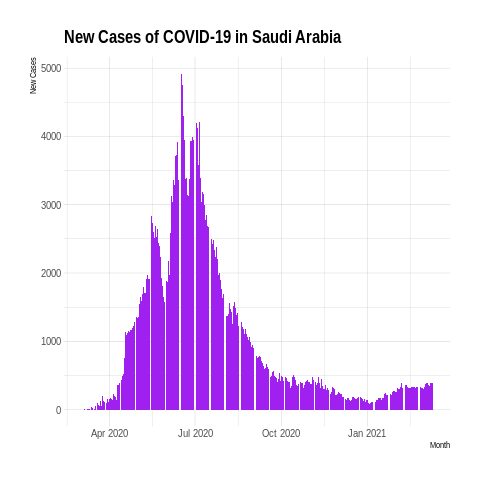 New Cases of COVID-19 in Saudi Arabia
New Cases
5000
4000
3000
2000
1000
0
Apr 2020 Jul 2020 Oct 2020 Jan 2021
Month